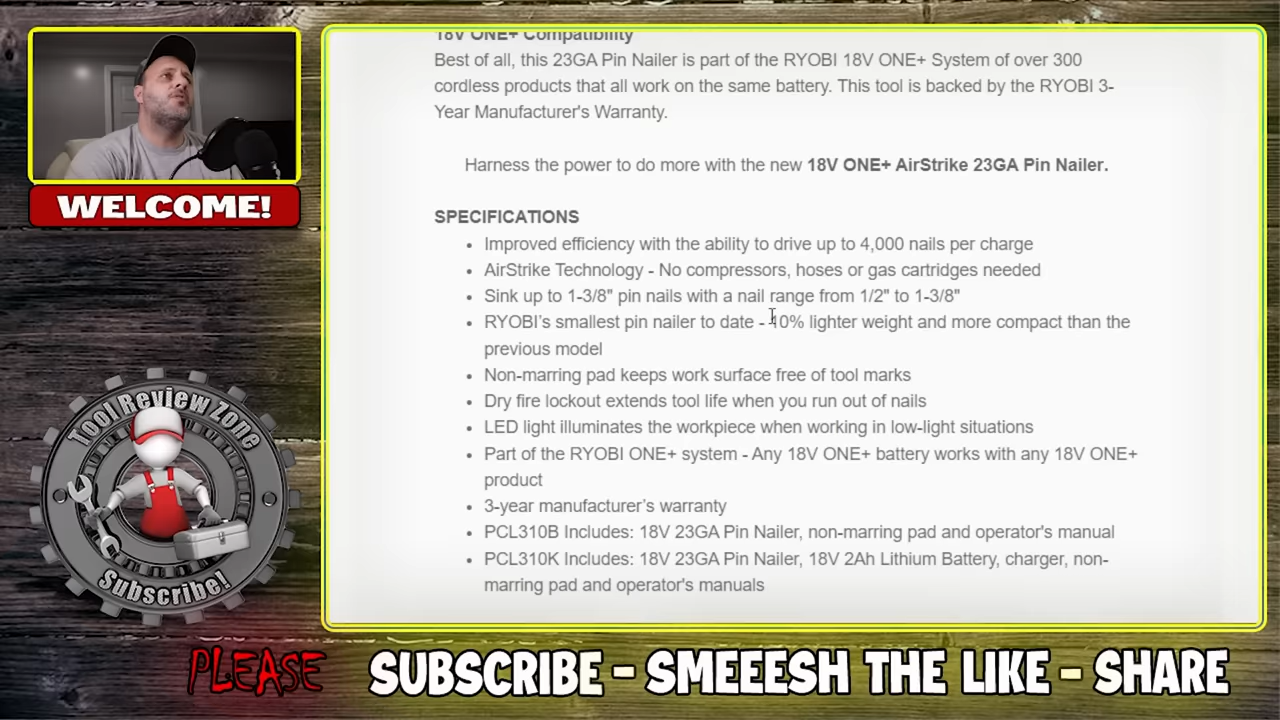 18V ONE+ Compatibility
Best of all, this 23GA Pin Nailer is part of the RYOBI 18V ONE+ System of over 300
cordless products that all work on the same battery. This tool is backed by the RYOBI 3-
Year Manufacturer's Warranty.
Harness the power to do more with the new 18V ONE+ AirStrike 23GA Pin Nailer.
SPECIFICATIONS
• Improved efficiency with the ability to drive up to 4,000 nails per charge
• AirStrike Technology - No compressors, hoses or gas cartridges needed
• Sink up to 1-3/8" pin nails with a nail range from 1/2" to 1-3/8"
• RYOBI’s smallest pin nailer to date - 10% lighter weight and more compact than the
previous model
• Non-marring pad keeps work surface free of tool marks
• Dry fire lockout extends tool life when you run out of nails
• LED light illuminates the workpiece when working in low-light situations
• Part of the RYOBI ONE+ system - Any 18V ONE+ battery works with any 18V ONE+
product
• 3-year manufacturer’s warranty
• PCL310B Includes: 18V 23GA Pin Nailer, non-marring pad and operator's manual
• PCL310K Includes: 18V 23GA Pin Nailer, 18V 2Ah Lithium Battery, charger, non-
marring pad and operator's manuals
WELCOME!
Tool Review Zone
Subscribe!
PLEASE SUBSCRIBE - SMEEESH THE LIKE - SHARE